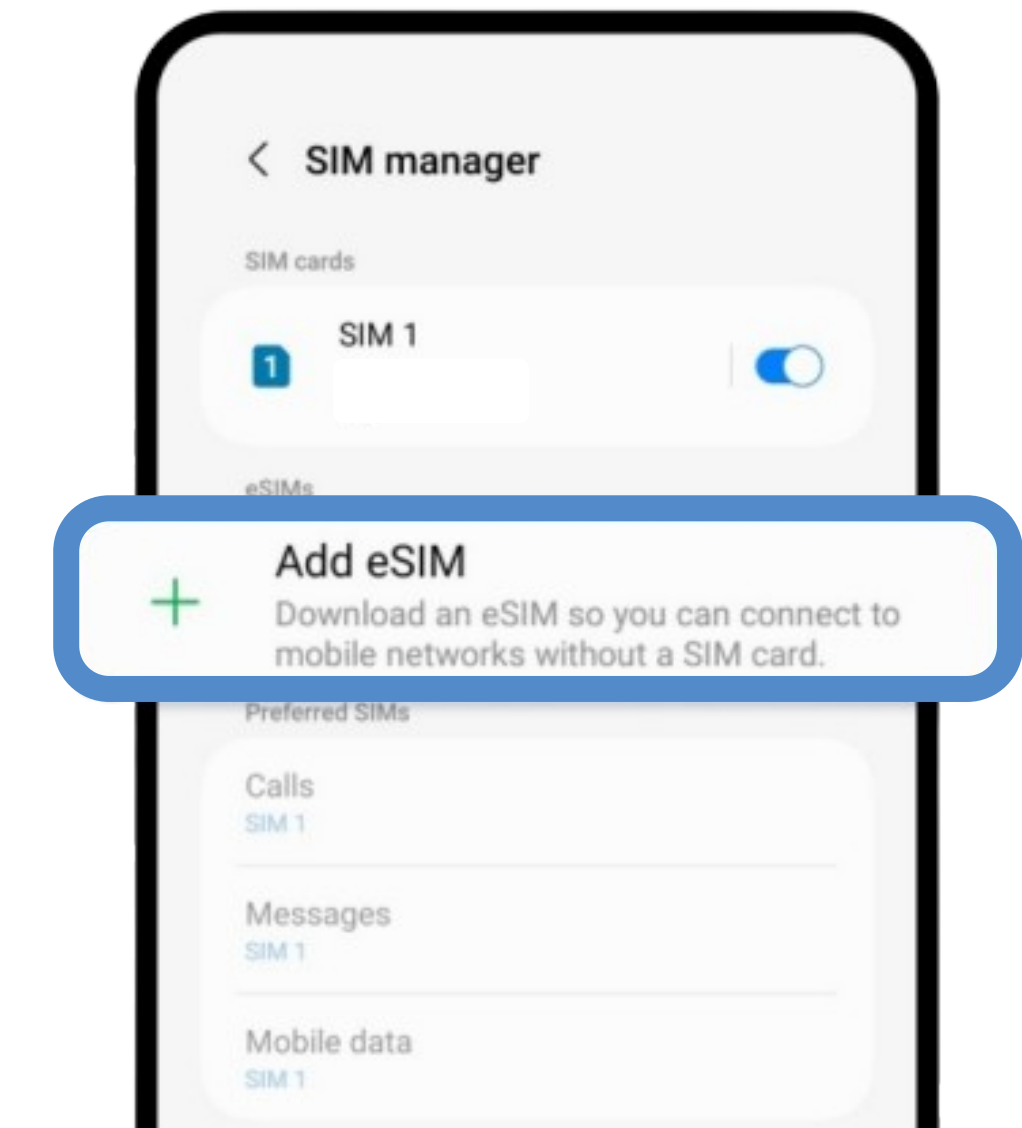 SIM manager
SIM cards
SIM 1
1
eSIMs
Add eSIM
Download an eSIM so you can connect to
mobile networks without a SIM card.
Preferred SIMs
Calls
SIM 1
Messages
SIM 1
Mobile data
SIM 1